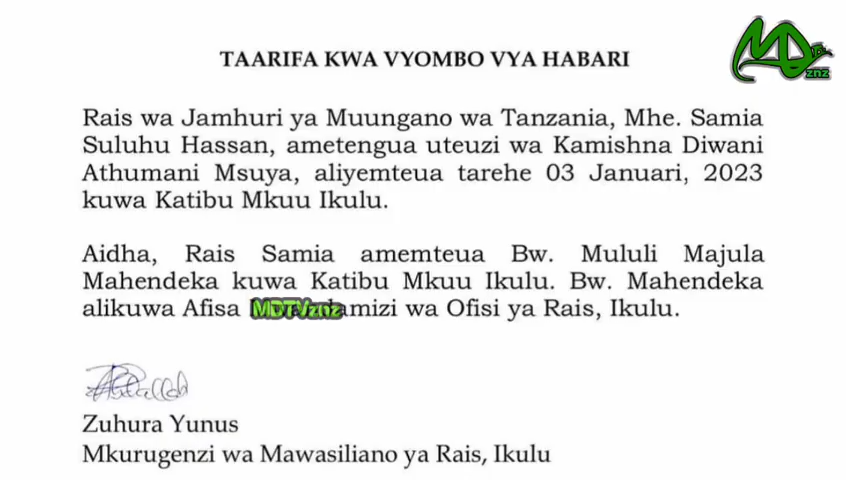 TAARIFA KWA VYOMBO VYA HABARI
MD
znz
Rais wa Jamhuri ya Muungano wa Tanzania, Mhe. Samia
Suluhu Hassan, ametengua uteuzi wa Kamishna Diwani
Athumani Msuya, aliyemteua tarehe 03 Januari, 2023
kuwa Katibu Mkuu Ikulu.
Aidha, Rais Samia amemteua Bw. Mululi Majula
Mahendeka kuwa Katibu Mkuu Ikulu. Bw. Mahendeka
alikuwa Afisa MDTVznz wa Ofisi ya Rais, Ikulu.
Zuhura Yunus
Mkurugenzi wa Mawasiliano ya Rais, Ikulu